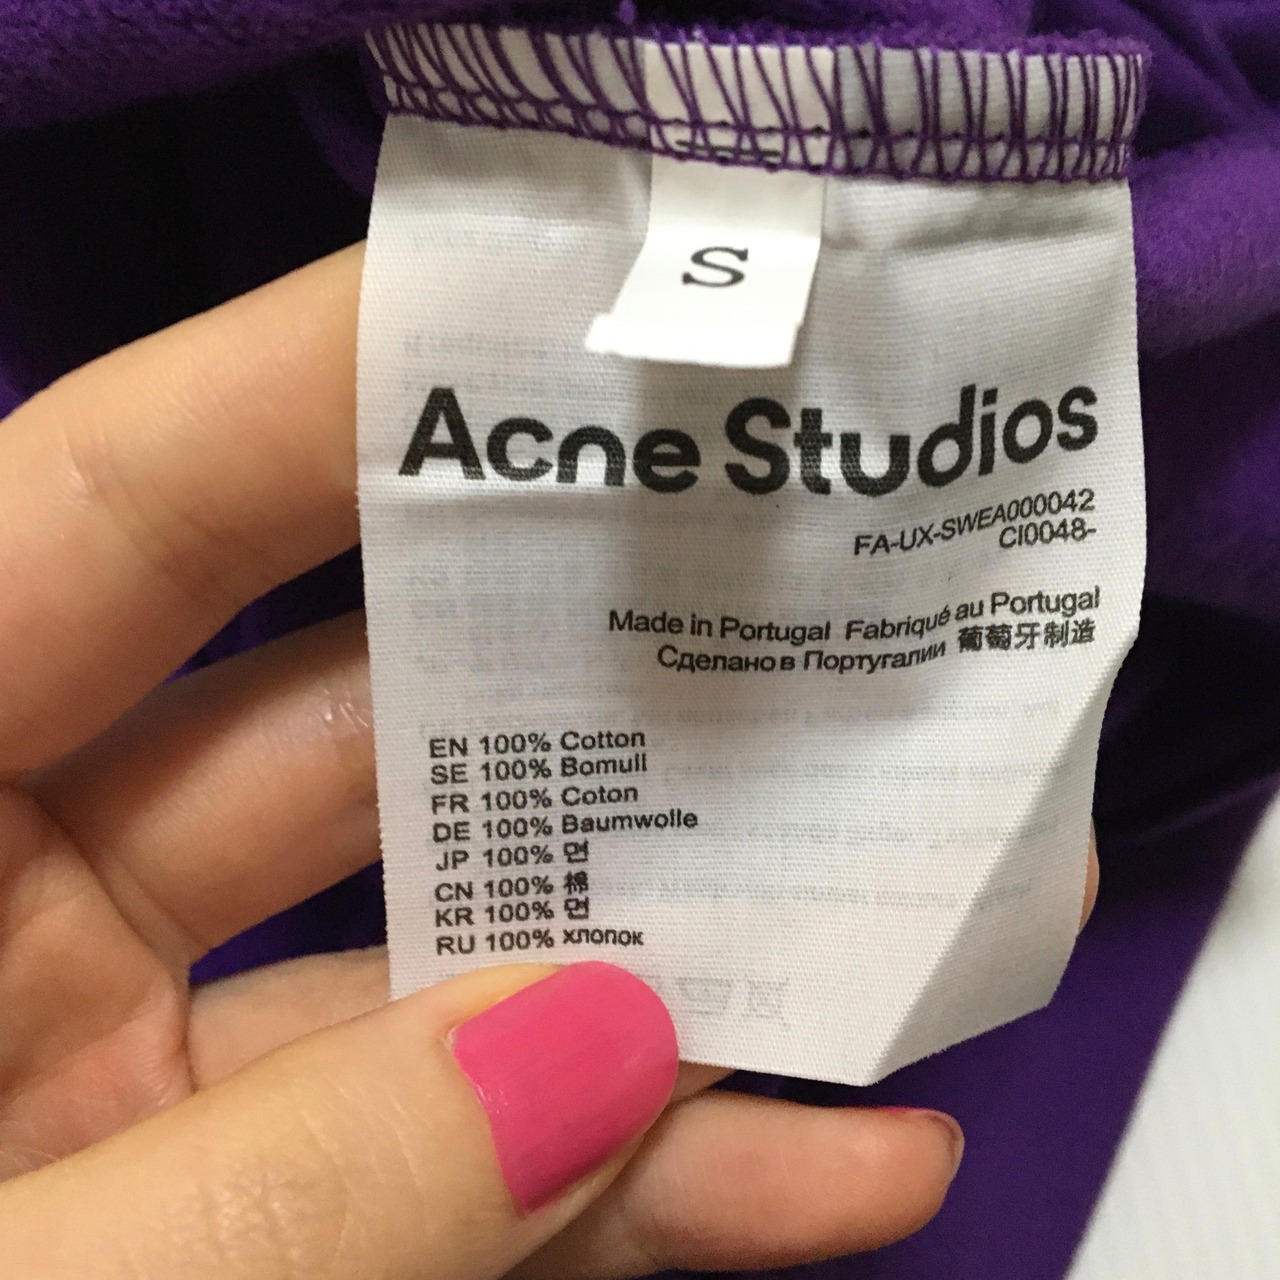 S
Acne Studios
FA-UX-SWEA000042
CI0048-
Made in Portugal Fabriqué au Portugal
Сделано в Португалии 葡萄牙制造
EN 100% Cotton
SE 100% Bomull
FR 100% Coton
DE 100% Baumwolle
JP 100% 면
CN 100% 棉
KR 100% 면
RU 100% хлопок